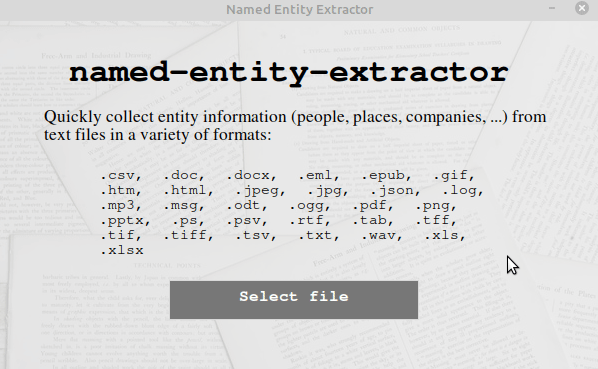 Named Entity Extractor
named-entity-extractor
Quickly collect entity information (people, places, companies, ...) from
text files in a variety of formats:
.csv, .doc, .docx, .eml, .epub, .gif,
.htm, .html, .jpeg, .jpg, .json, .log,
.mp3, .msg, .odt, .ogg, .pdf, .png,
.pptx, .ps, .psv, .rtf, .tab, .tff,
.tif, .tiff, .tsv, .txt, .wav, .xls,
.xlsx
Select file